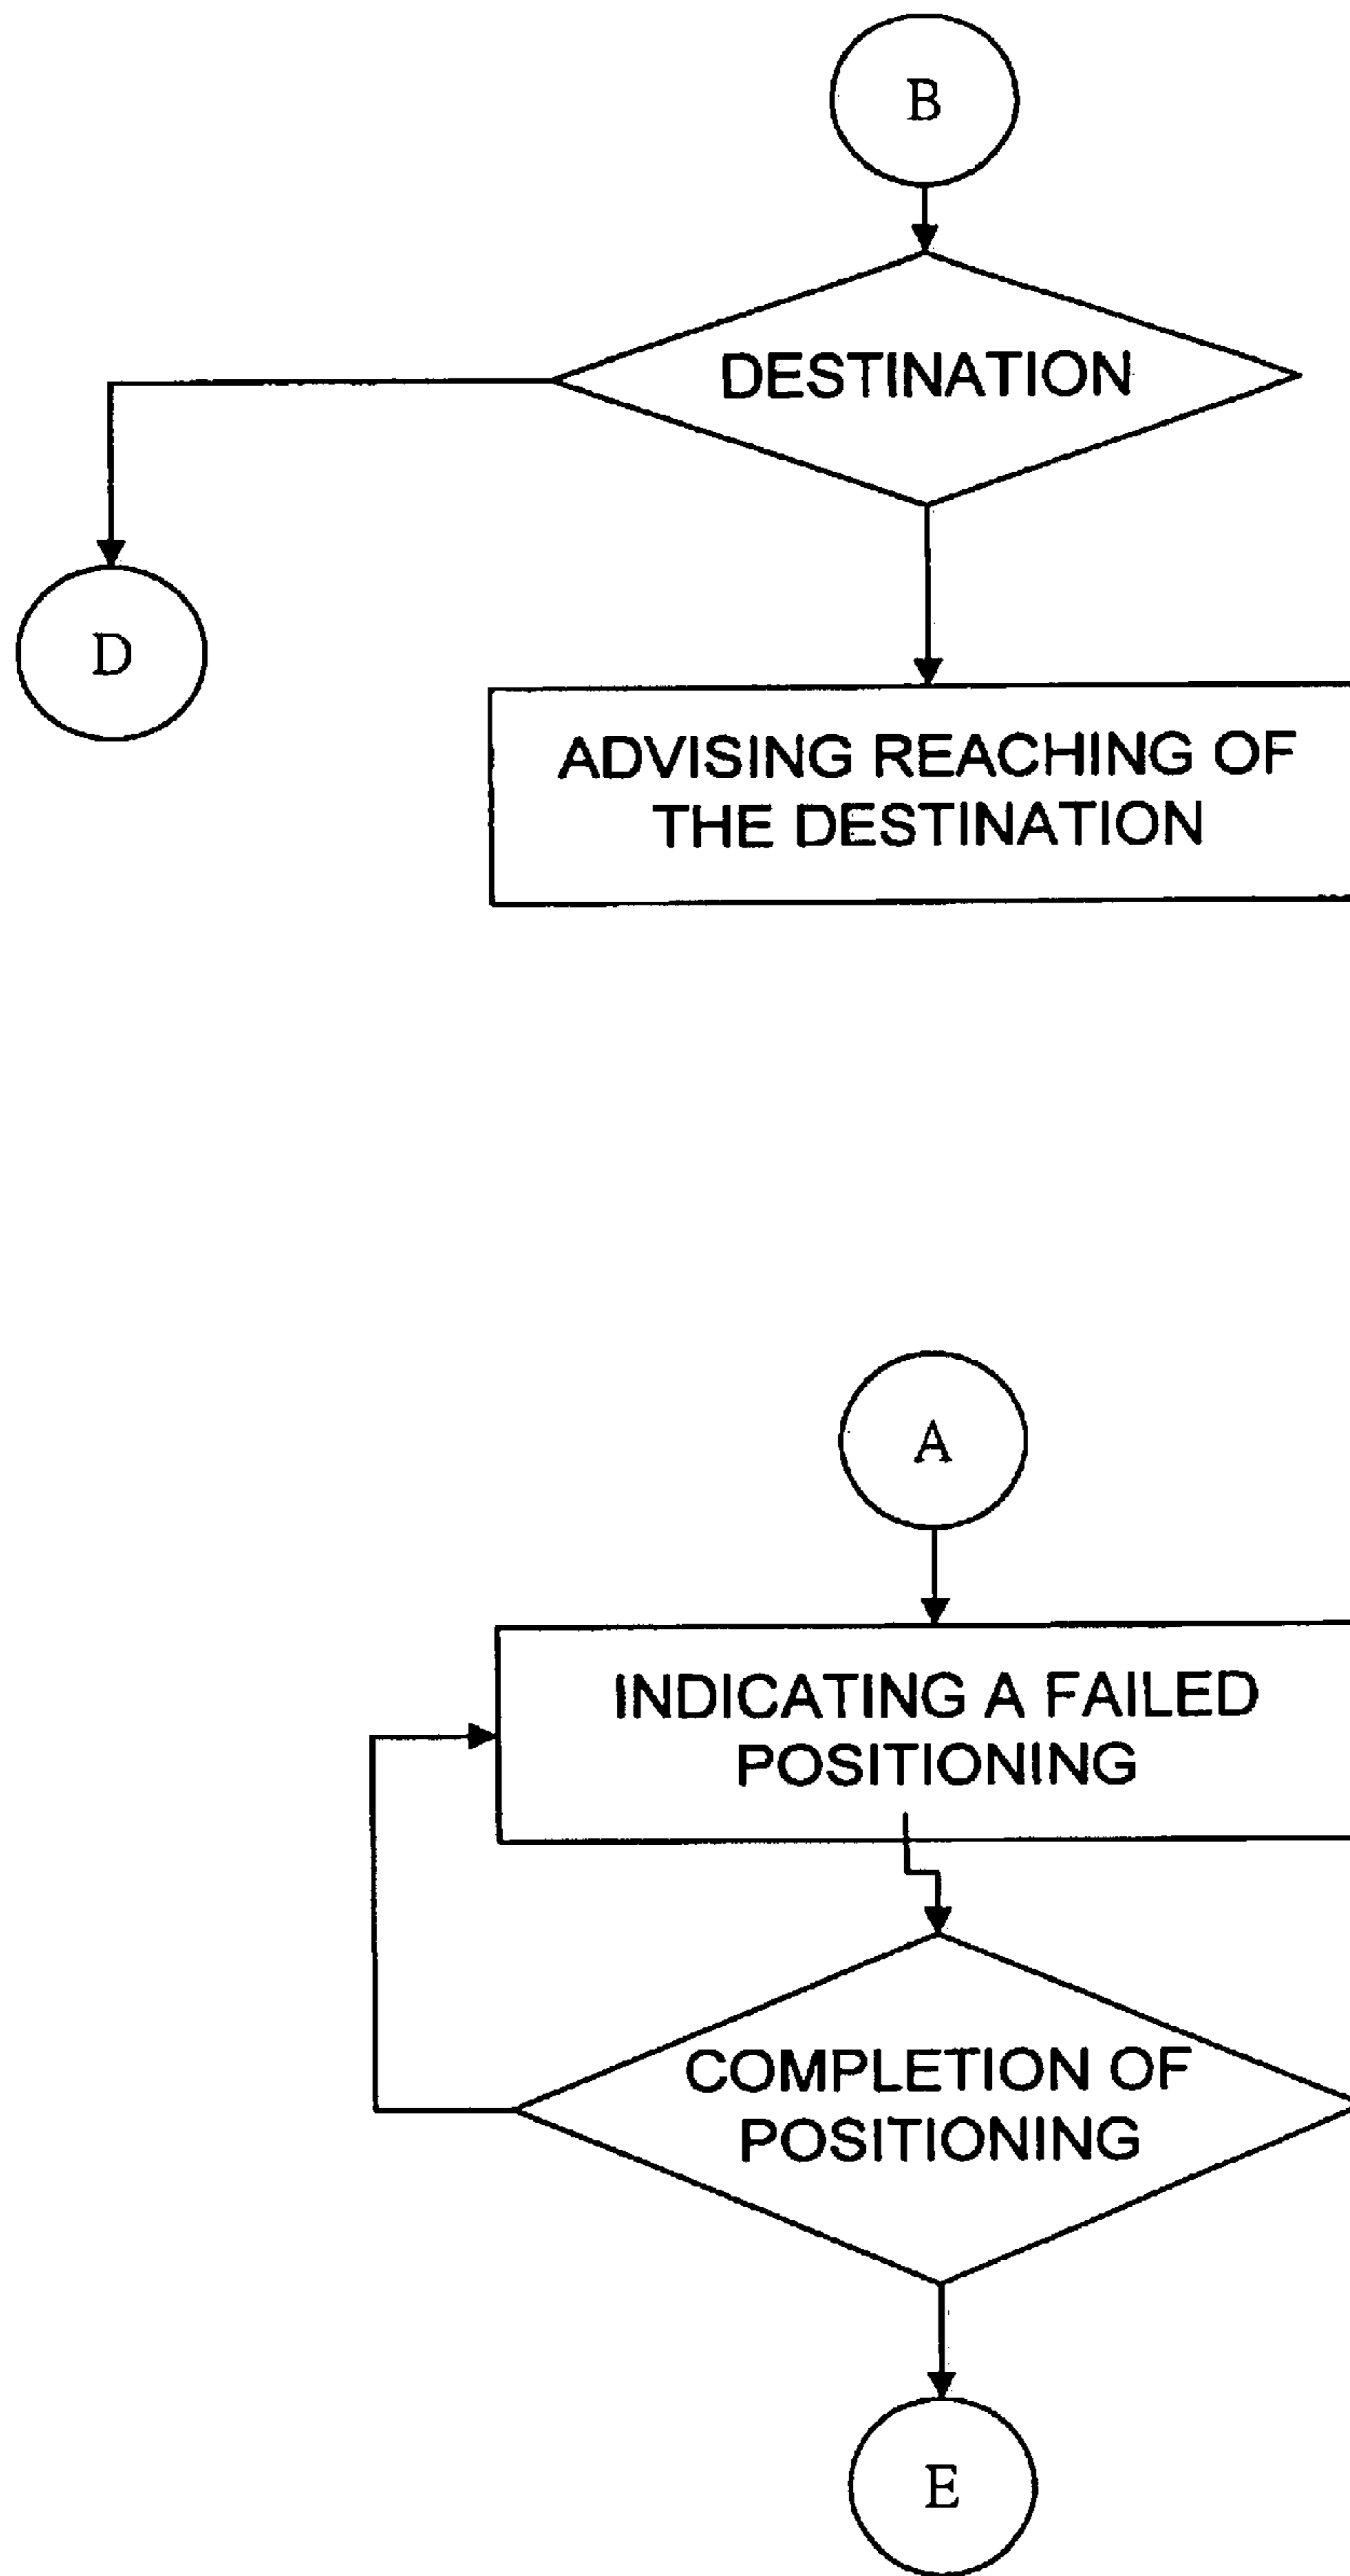 B
DESTINATION
D
ADVISING REACHING OF
THE DESTINATION
A
INDICATING A FAILED
POSITIONING
COMPLETION OF
POSITIONING
E